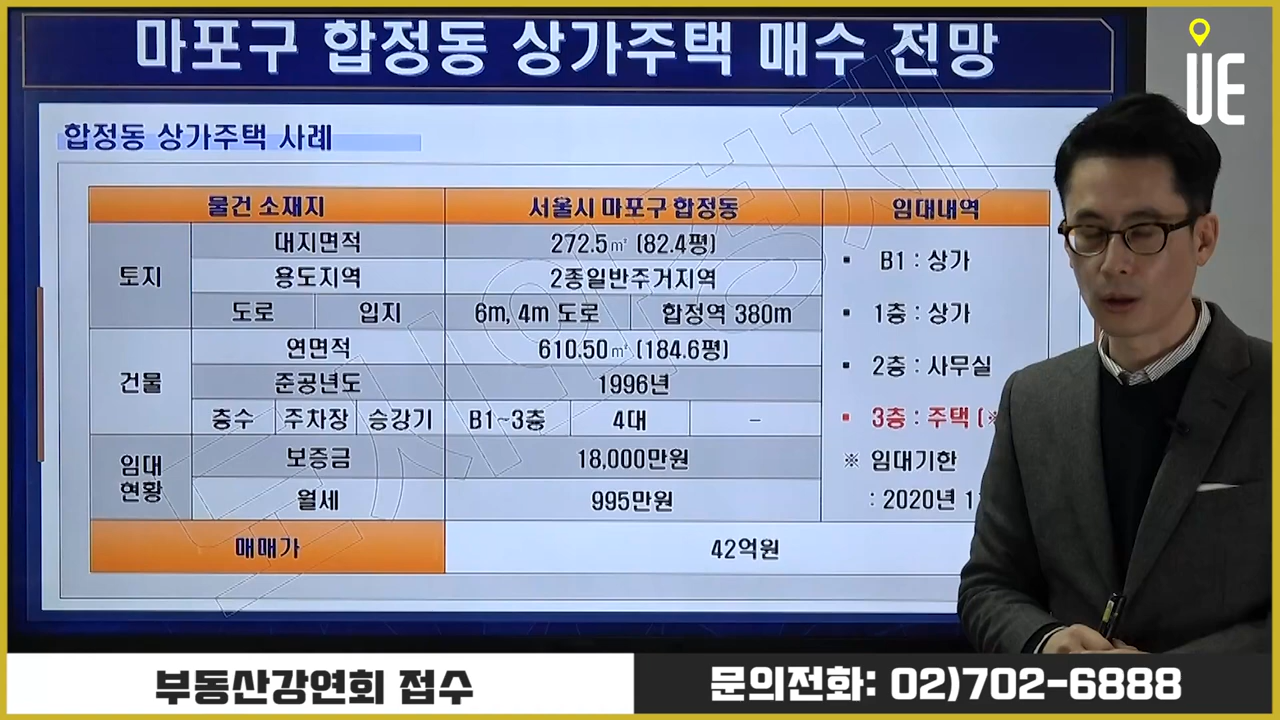 마포구 합정동 상가주택 매수 전망
UE
합정동 상가주택 사례
물건 소재지 서울시 마포구 합정동 임대내역
토지 대지면적 272.5㎡ (82.4평)
용도지역 2종일반주거지역
도로 입지 6m, 4m 도로 합정역 380m
건물 연면적 610.50㎡ (184.6평)
준공년도 1996년
층수 주차장 승강기 B1~3층 4대 -
임대
현황
보증금 18,000만원
월세 995만원
매매가 42억원
▪ B1 : 상가
▪ 1층 : 상가
▪ 2층 : 사무실
▪ 3층 : 주택 (※
※ 임대기한
: 2020년 1
부동산강연회 접수
문의전화: 02)702-6888